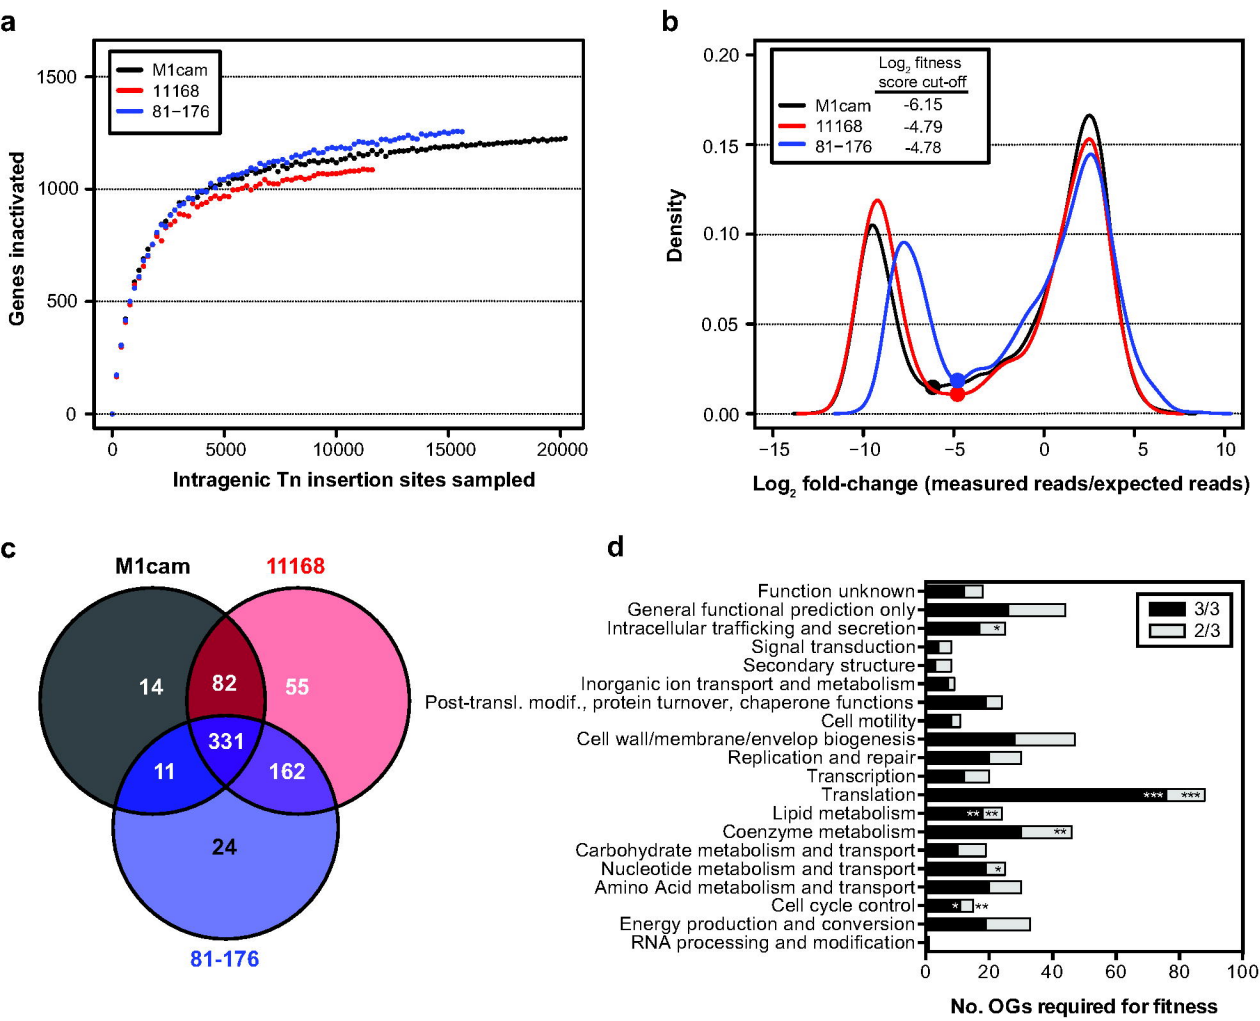 a
1500
1000
500
0
M1cam
11168
81−176
0
5000
10000
15000
20000
Genes inactivated
Intragenic Tn insertion sites sampled
b
0.20
0.15
0.10
0.05
0.00
Log2 fitness
score cut-off
M1cam -6.15
11168 -4.79
81−176 -4.78
−15
−10
−5
0
5
10
Density
Log2 fold-change (measured reads/expected reads)
c
M1cam
11168
14
82
55
331
11
162
24
81-176
d
Function unknown
General functional prediction only
Intracellular trafficking and secretion *
Signal transduction
Secondary structure
Inorganic ion transport and metabolism
Post-transl. modif., protein turnover, chaperone functions
Cell motility
Cell wall/membrane/envelop biogenesis
Replication and repair
Transcription
Translation *** ***
Lipid metabolism ** **
Coenzyme metabolism **
Carbohydrate metabolism and transport
Nucleotide metabolism and transport *
Amino Acid metabolism and transport
Cell cycle control * **
Energy production and conversion
RNA processing and modification
3/3
2/3
0
20
40
60
80
100
No. OGs required for fitness